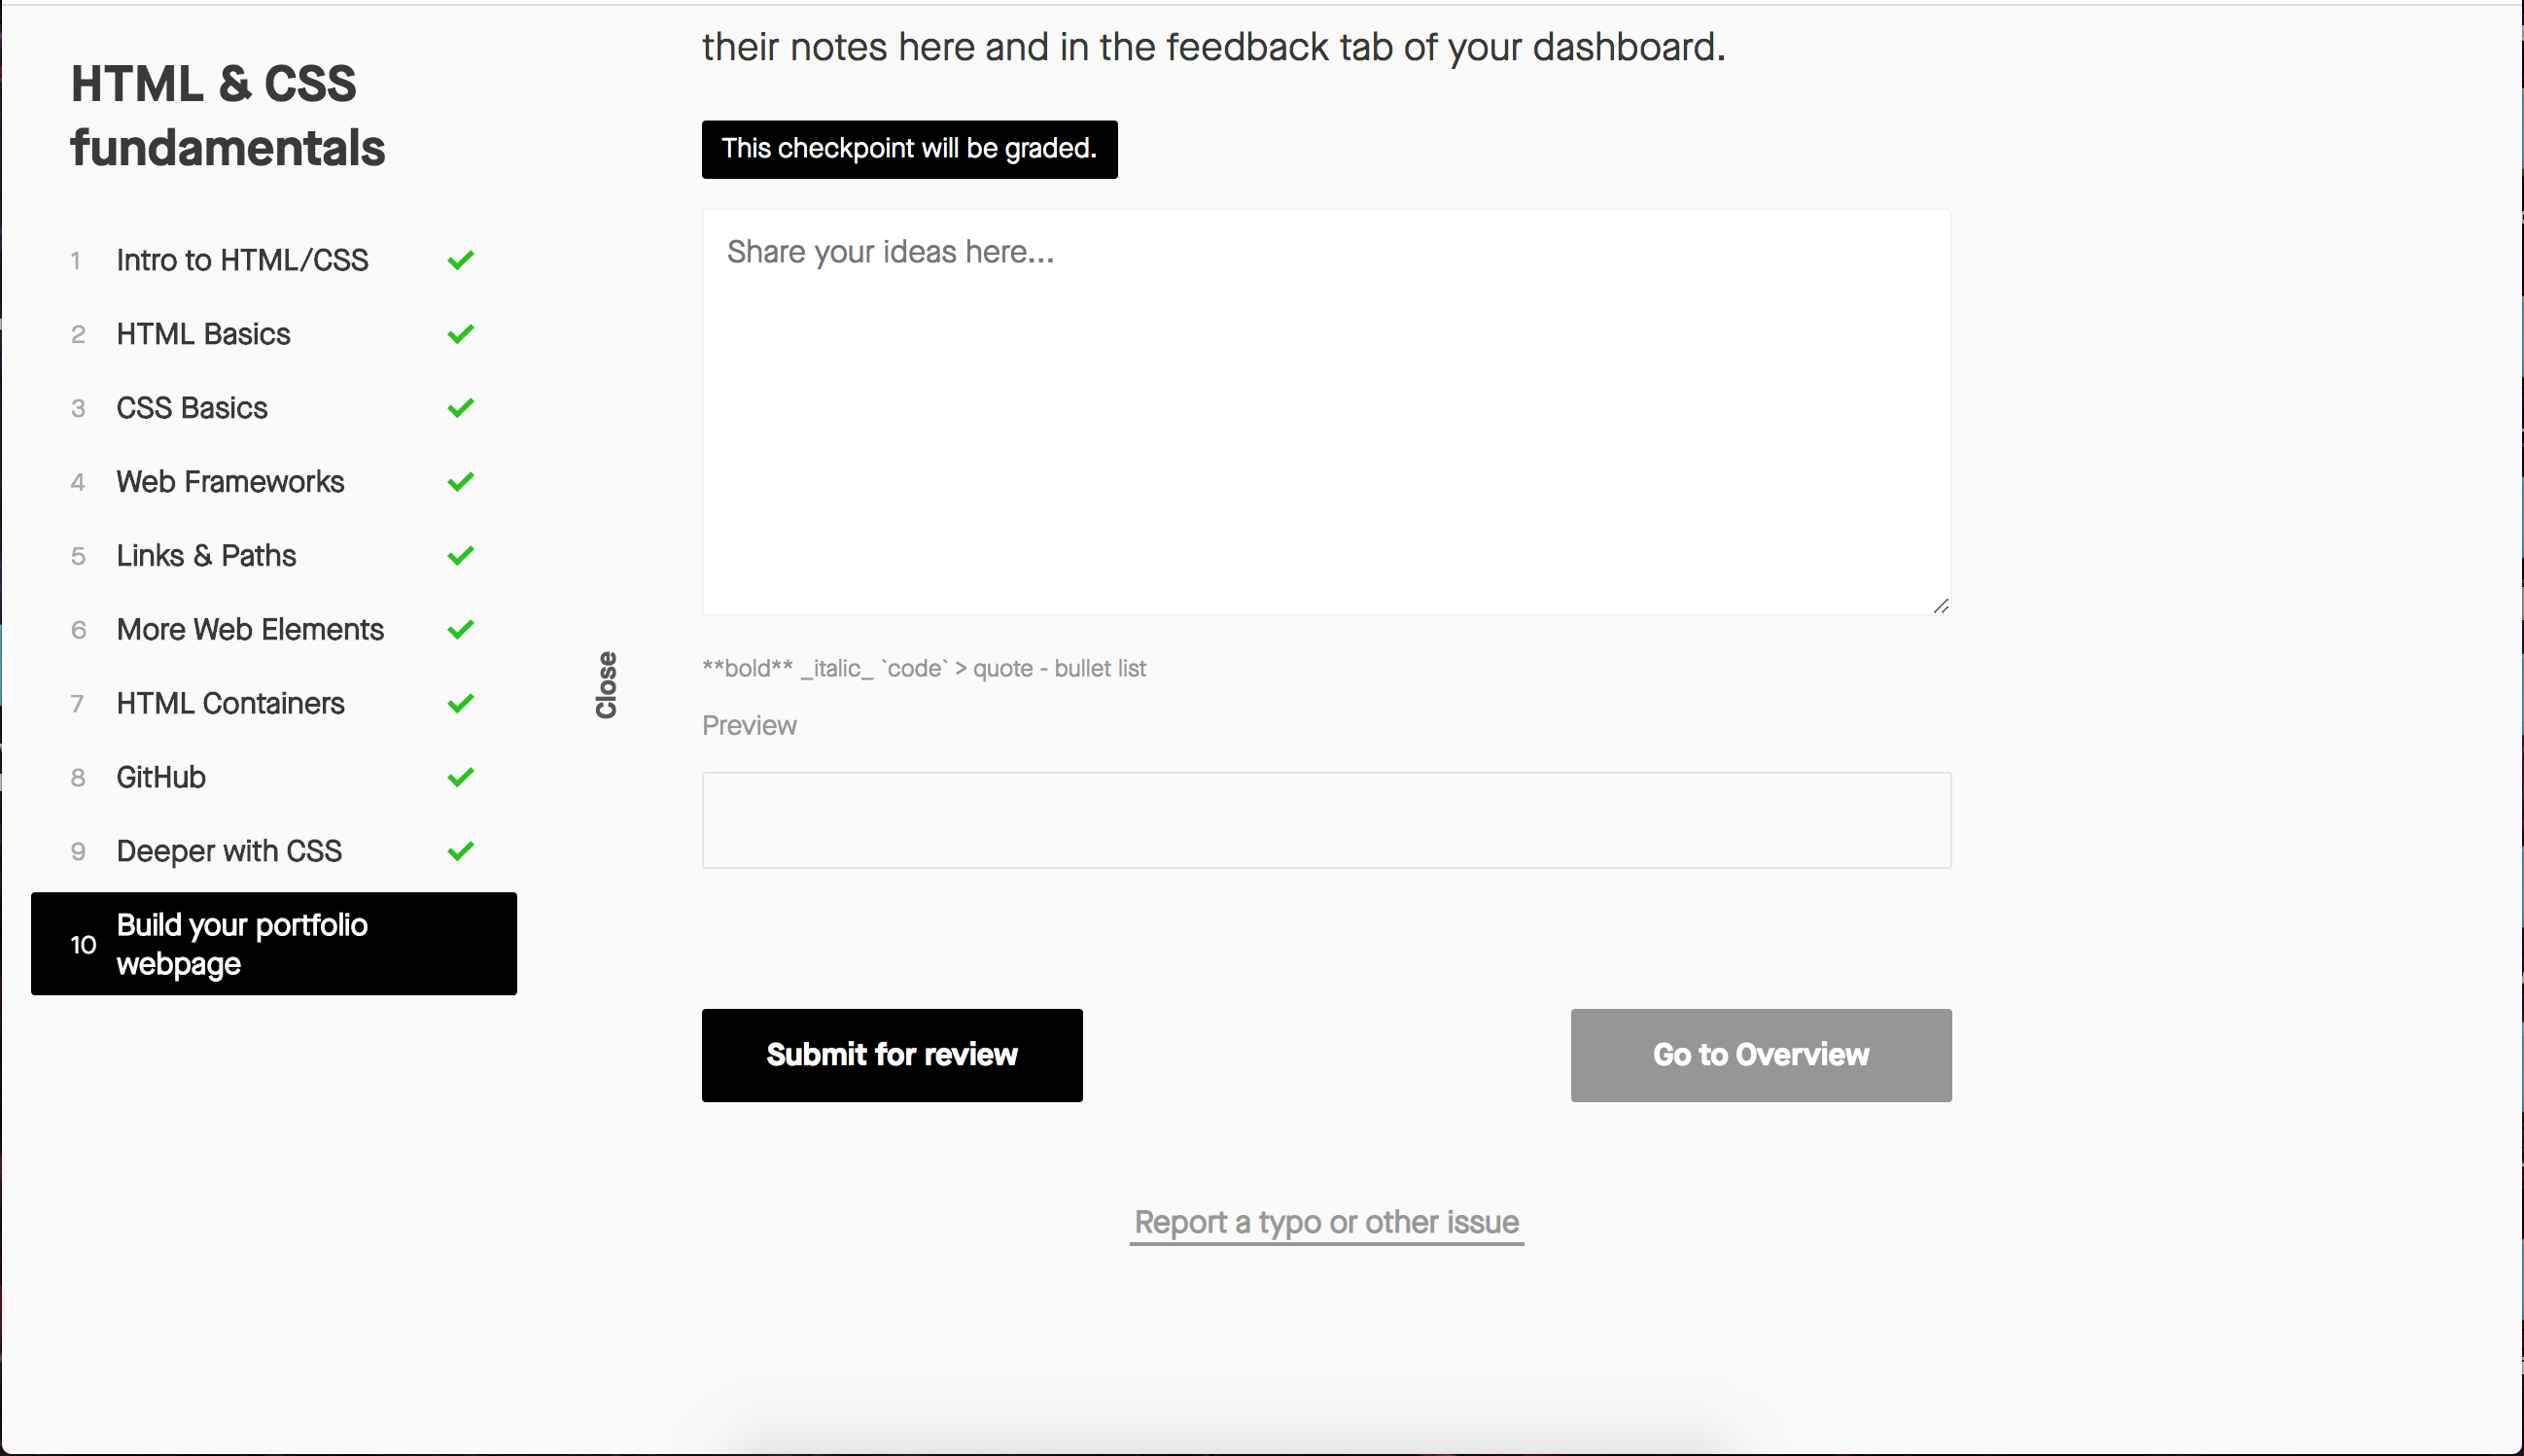 HTML & CSS
fundamentals
1 Intro to HTML/CSS
2 HTML Basics
3 CSS Basics
4 Web Frameworks
5 Links & Paths
6 More Web Elements
7 HTML Containers
8 GitHub
9 Deeper with CSS
10 Build your portfolio
webpage
Close
their notes here and in the feedback tab of your dashboard.
This checkpoint will be graded.
Share your ideas here...
**bold** _italic_ `code` > quote - bullet list
Preview
Submit for review
Go to Overview
Report a typo or other issue